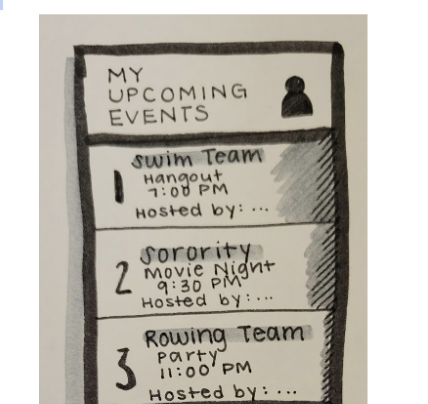 MY
UPCOMING
EVENTS
1
Swim Team
Hangout
7:00 PM
Hosted by: ...
2
Sorority
Movie Night
9:30 PM
Hosted by: ...
3
Rowing Team
Party
11:00 PM
Hosted by: ...